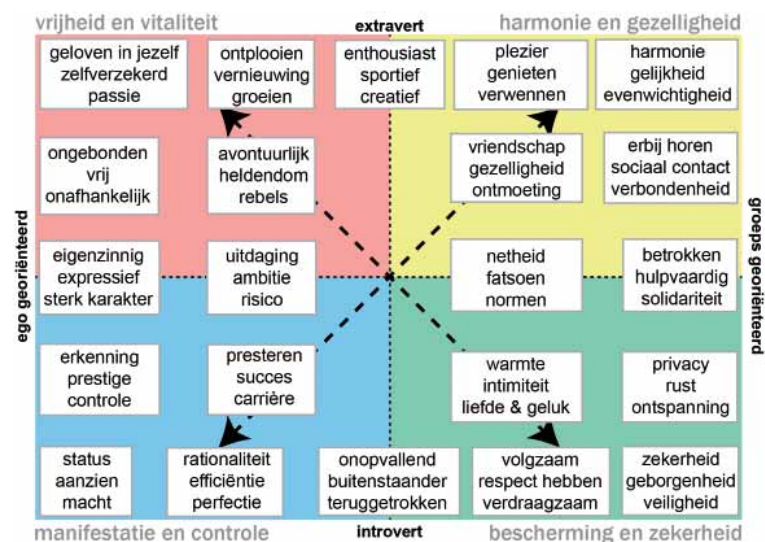 vrijheid en vitaliteit
extravert
harmonie en gezelligheid
geloven in jezelf
zelfverzekerd
passie
ontplooien
vernieuwing
groeien
enthousiast
sportief
creatief
plezier
genieten
verwennen
harmonie
gelijkheid
evenwichtigheid
ongebonden
vrij
onafhankelijk
avontuurlijk
heldendom
rebels
vriendschap
gezelligheid
ontmoeting
erbij horen
sociaal contact
verbondenheid
ego georiënteerd
groeps georiënteerd
eigenzinnig
expressief
sterk karakter
uitdaging
ambitie
risico
netheid
fatsoen
normen
betrokken
hulpvaardig
solidariteit
erkenning
prestige
controle
presteren
succes
carrière
warmte
intimiteit
liefde & geluk
privacy
rust
ontspanning
status
aanzien
macht
rationaliteit
efficiëntie
perfectie
onopvallend
buitenstaander
teruggetrokken
volgzaam
respect hebben
verdraagzaam
zekerheid
geborgenheid
veiligheid
manifestatie en controle
introvert
bescherming en zekerheid